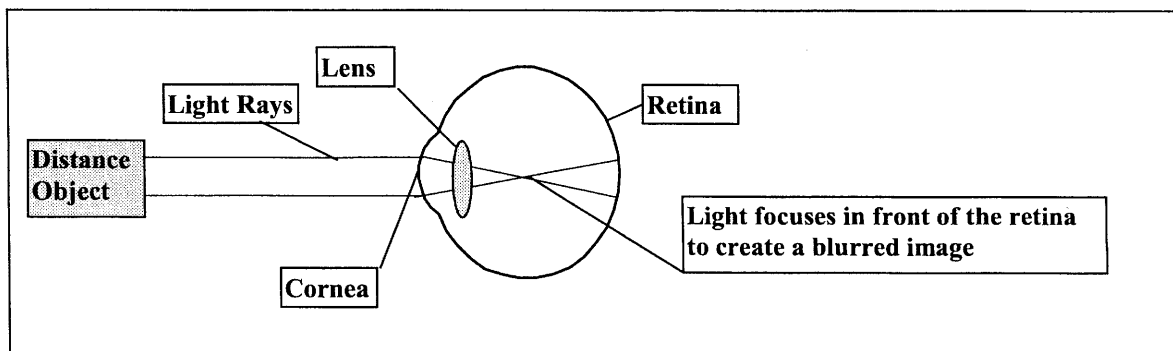 Lens
Light Rays
Retina
Distance
Object
Light focuses in front of the retina
to create a blurred image
Cornea